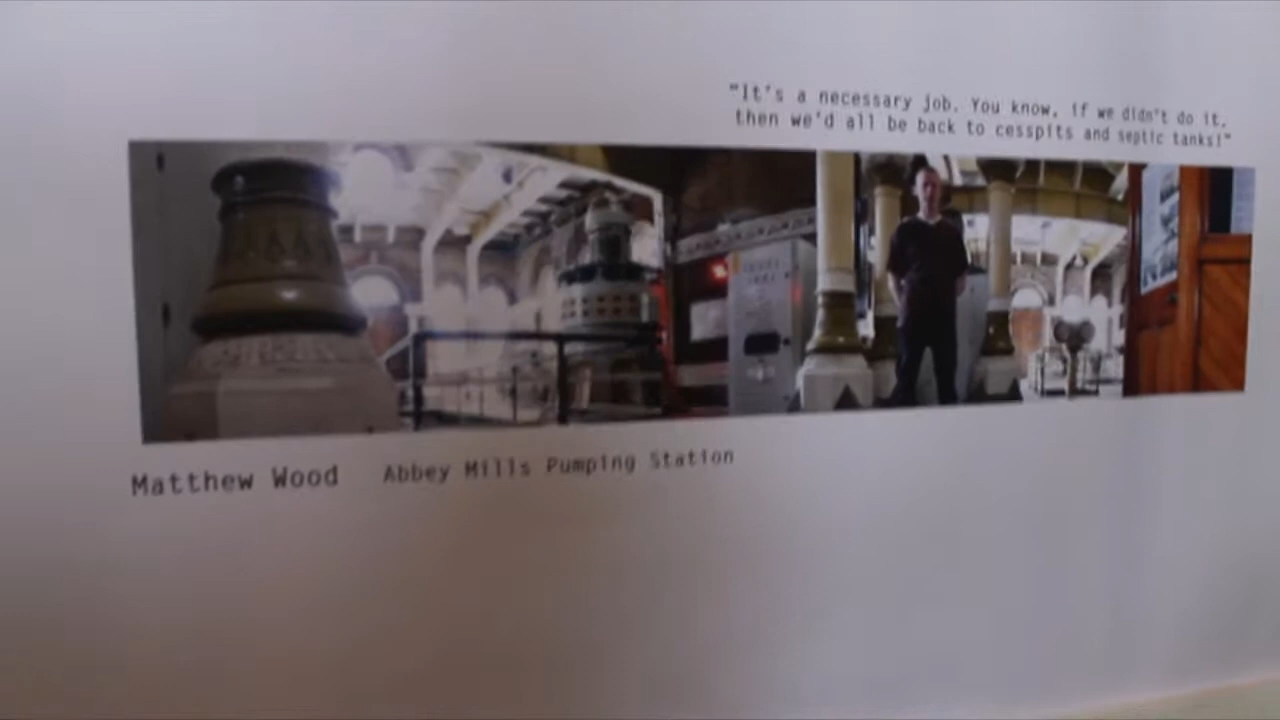 "It's a necessary job. You know, if we didn't do it,
then we'd all be back to cesspits and septic tanks!"
Matthew Wood Abbey Mills Pumping Station